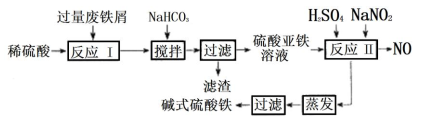 过量废铁屑
NaHCO₃
H₂SO₄ NaNO₂
稀硫酸
反应 I
搅拌
过滤
硫酸亚铁
溶液
反应 II
NO
滤渣
碱式硫酸铁
过滤
蒸发